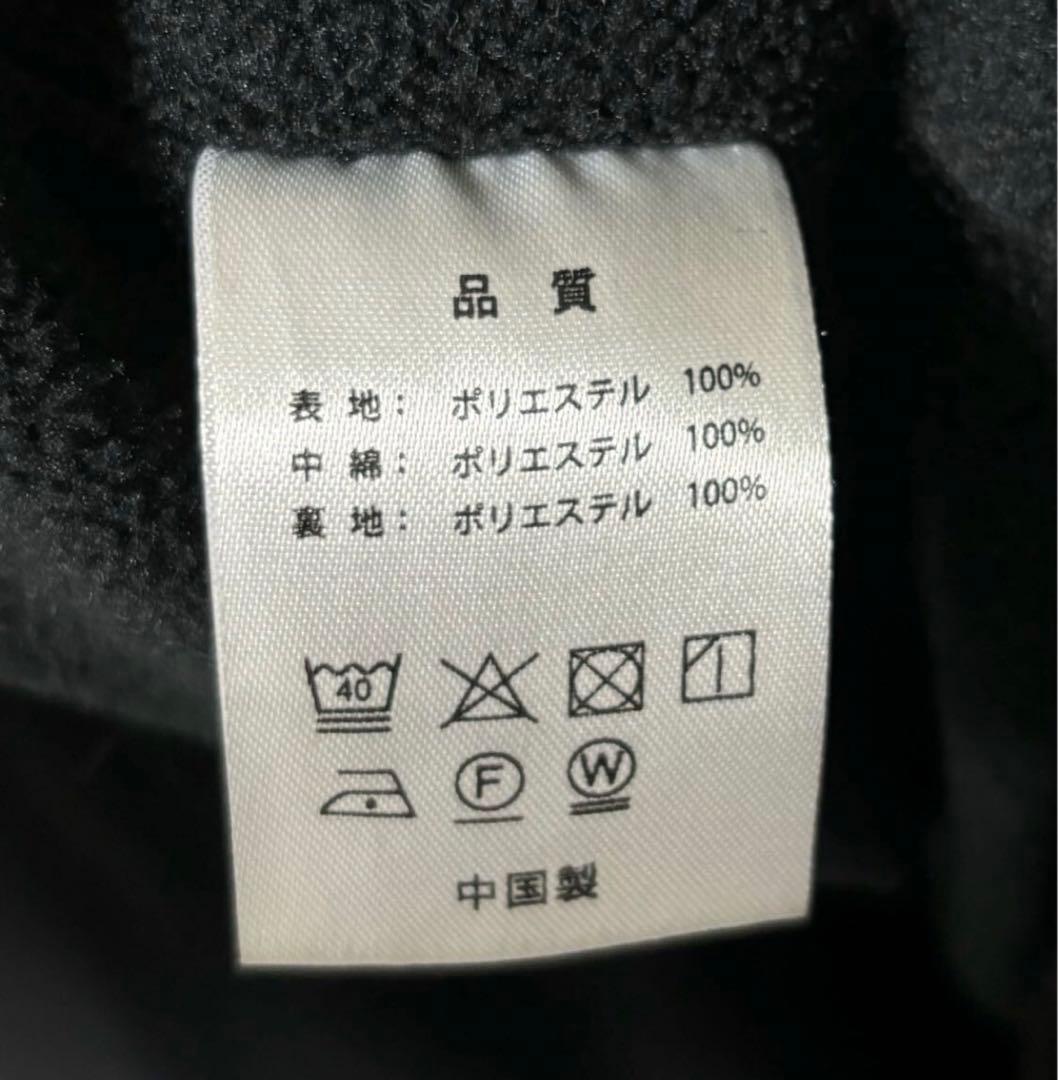 品 質
表 地： ポリエステル 100%
中 綿： ポリエステル 100%
裏 地： ポリエステル 100%
40
F W
中国製